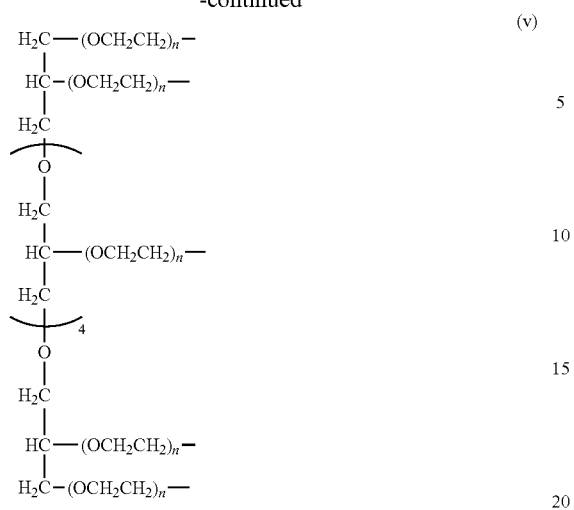 -continued
(v)
H₂C—(OCH₂CH₂)ₙ—
HC—(OCH₂CH₂)ₙ—
5
H₂C
O
H₂C
HC—(OCH₂CH₂)ₙ—
10
H₂C
4
O
15
H₂C
HC—(OCH₂CH₂)ₙ—
H₂C—(OCH₂CH₂)ₙ—
20